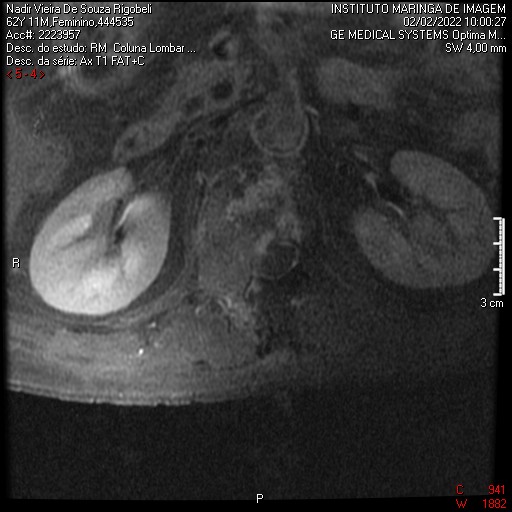 Nadir Vieira De Souza Rigobeli
62Y 11M,Feminino,444535
Acc#: 2223957
Desc. do estudo: RM Coluna Lombar ...
Desc. da série: Ax T1 FAT+C
<5-4>
INSTITUTO MARINGA DE IMAGEM
02/02/2022 10:00:27
GE MEDICAL SYSTEMS Optima M...
SW 4,00 mm
R
3 cm
P
C 941
W 1882